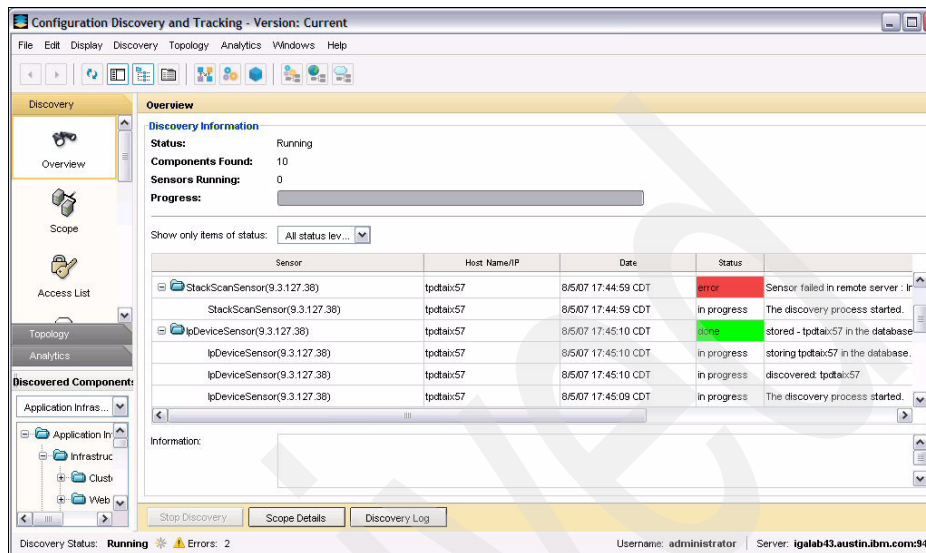 Configuration Discovery and Tracking - Version: Current
File Edit Display Discovery Topology Analytics Windows Help
Discovery
Overview
Scope
Access List
Topology
Analytics
Discovered Components
Application Infras...
Application In
Infrastruc
Clust
Web
Overview
Discovery Information
Status: Running
Components Found: 10
Sensors Running: 0
Progress:
Show only items of status: All status lev...
Sensor Host Name/IP Date Status
StackScanSensor(9.3.127.38) tpdtaix57 8/5/07 17:44:59 CDT error Sensor failed in remote server : Ir
StackScanSensor(9.3.127.38) tpdtaix57 8/5/07 17:44:59 CDT in progress The discovery process started.
IpDeviceSensor(9.3.127.38) tpdtaix57 8/5/07 17:45:10 CDT done stored - tpdtaix57 in the database
IpDeviceSensor(9.3.127.38) tpdtaix57 8/5/07 17:45:10 CDT in progress storing tpdtaix57 in the database.
IpDeviceSensor(9.3.127.38) tpdtaix57 8/5/07 17:45:10 CDT in progress discovered: tpdtaix57
IpDeviceSensor(9.3.127.38) tpdtaix57 8/5/07 17:45:09 CDT in progress The discovery process started.
Information:
Stop Discovery Scope Details Discovery Log
Discovery Status: Running Errors: 2 Username: administrator Server: igalab43.austin.ibm.com:94